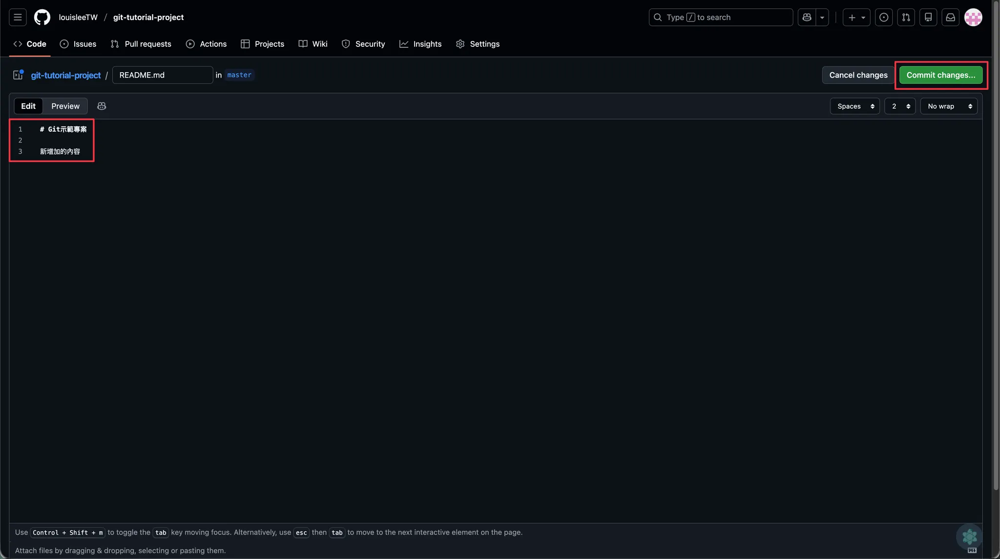 louisleeTW / git-tutorial-project
Type / to search
Code Issues Pull requests Actions Projects Wiki Security Insights Settings
git-tutorial-project / README.md in master
Cancel changes Commit changes...
Edit Preview
Spaces 2 No wrap
1 # Git示範專案
2
3 新增加的內容
Use Control + Shift + m to toggle the tab key moving focus. Alternatively, use esc then tab to move to the next interactive element on the page.
Attach files by dragging & dropping, selecting or pasting them.